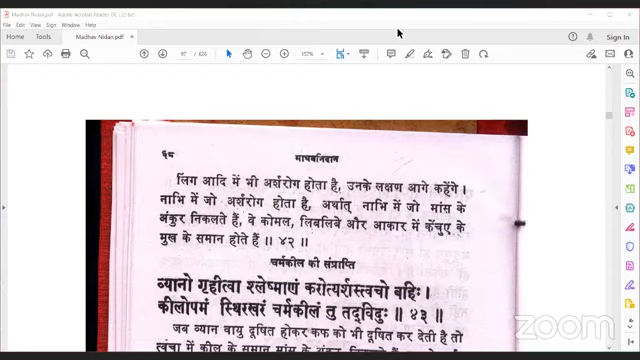 Madhav Nidan.pdf - Adobe Acrobat Reader DC (32-bit)
File Edit View Sign Window Help
Home Tools Madhav Nidan.pdf × Sign In
97 / 626 157%
६८ माधवनिदान
लिंग आदि में भी अर्शरोग होता है, उनके लक्षण आगे कहेंगे ।
नाभि में जो अर्शरोग होता है, अर्थात् नाभि में जो मांस के
अंकुर निकलते हैं, वे कोमल, लिबलिबे और आकार में केंचुए के
मुख के समान होते हैं ॥ ४२ ॥
चर्मकील की संप्राप्ति
व्यानो गृहीत्वा श्लेष्माणं करोत्यर्शस्त्वचो बहिः ।
कीलोपमं स्थिरखरं चर्मकीलं तु तद्विदुः ॥ ४३ ॥
जब व्यान वायु दूषित होकर कफ को भी दूषित कर देती है तो
त्वचा में कील के समान मांस के अंकुर
zoom